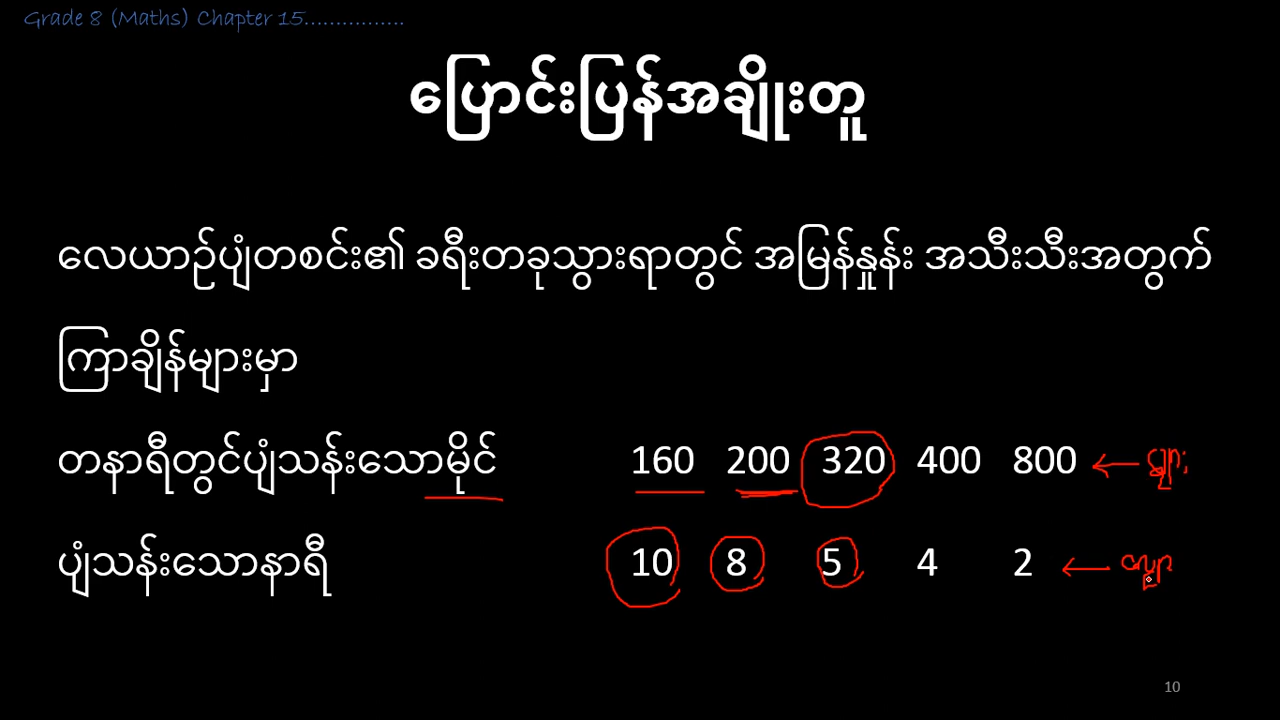 Grade 8 (Maths) Chapter 15................
ပြောင်းပြန်အချိုးတူ
လေယာဉ်ပျံတစင်း၏ ခရီးတခုသွားရာတွင် အမြန်နှုန်း အသီးသီးအတွက်
ကြာချိန်များမှာ
တနာရီတွင်ပျံသန်းသောမိုင် 160 200 320 400 800 ← များ
ပျံသန်းသောနာရီ 10 8 5 4 2 ←
10